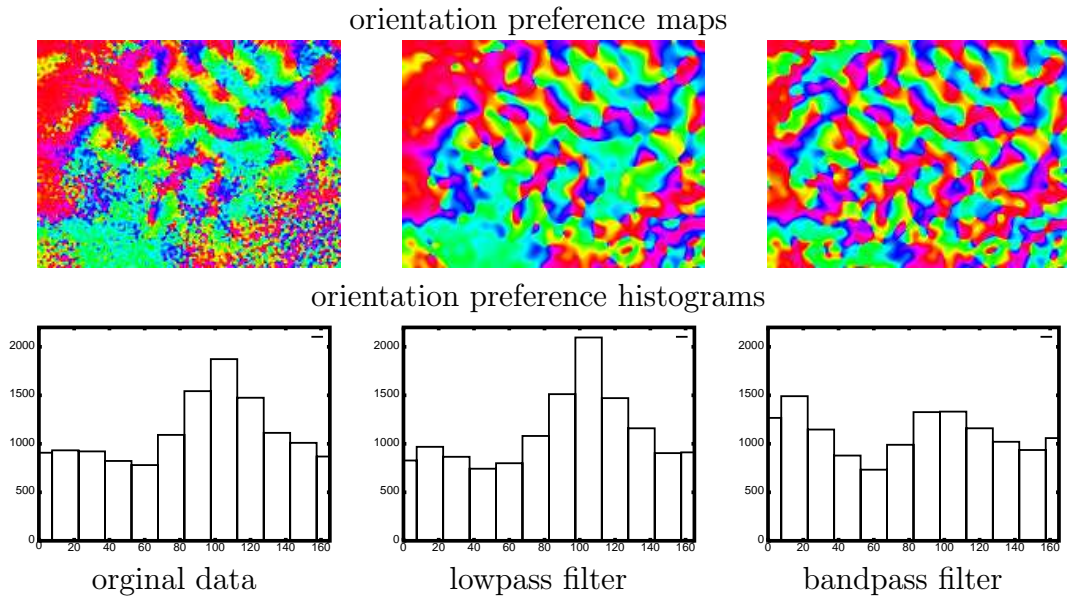 orientation preference maps
orientation preference histograms
2000 2000 2000
1500 1500 1500
1000 1000 1000
500 500 500
0 0 0
0 20 40 60 80 100 120 140 160 0 20 40 60 80 100 120 140 160 0 20 40 60 80 100 120 140 160
orginal data lowpass filter bandpass filter